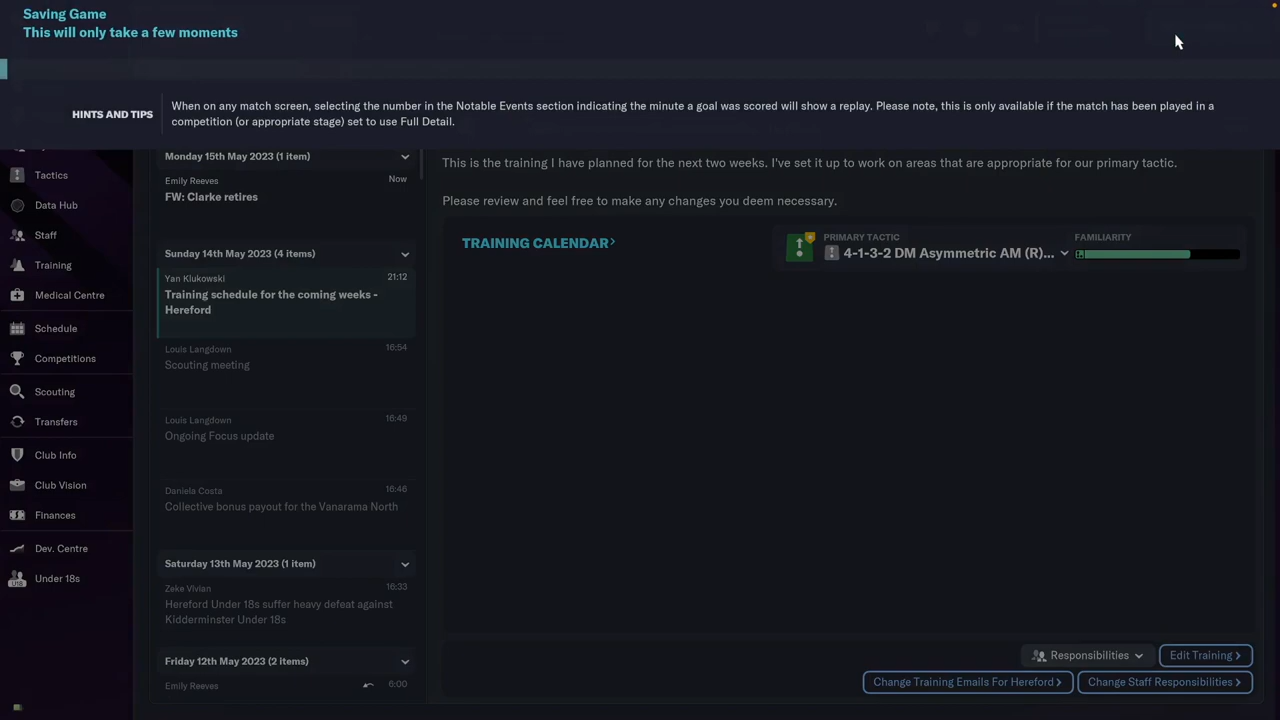 Saving Game
This will only take a few moments
HINTS AND TIPS
When on any match screen, selecting the number in the Notable Events section indicating the minute a goal was scored will show a replay. Please note, this is only available if the match has been played in a
competition (or appropriate stage) set to use Full Detail.
Tactics
Data Hub
Staff
Training
Medical Centre
Schedule
Competitions
Scouting
Transfers
Club Info
Club Vision
Finances
Dev. Centre
Under 18s
Monday 15th May 2023 (1 item)
Emily Reeves Now
FW: Clarke retires
Sunday 14th May 2023 (4 items)
Yan Klukowski 21:12
Training schedule for the coming weeks -
Hereford
Louis Langdown 16:54
Scouting meeting
Louis Langdown 16:49
Ongoing Focus update
Daniela Costa 16:46
Collective bonus payout for the Vanarama North
Saturday 13th May 2023 (1 item)
Zeke Vivian 16:33
Hereford Under 18s suffer heavy defeat against
Kidderminster Under 18s
Friday 12th May 2023 (2 items)
Emily Reeves 6:00
This is the training I have planned for the next two weeks. I've set it up to work on areas that are appropriate for our primary tactic.
Please review and feel free to make any changes you deem necessary.
TRAINING CALENDAR
PRIMARY TACTIC
4-1-3-2 DM Asymmetric AM (R)...
FAMILIARITY
Responsibilities
Edit Training
Change Training Emails For Hereford
Change Staff Responsibilities